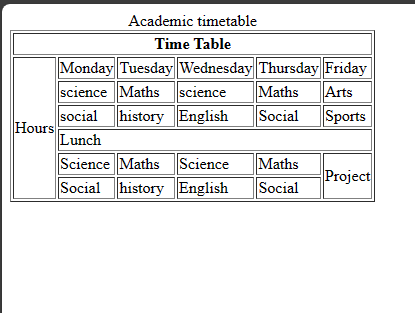 Academic timetable
Time Table
Hours Monday Tuesday Wednesday Thursday Friday
science Maths science Maths Arts
social history English Social Sports
Lunch
Science Maths Science Maths Project
Social history English Social